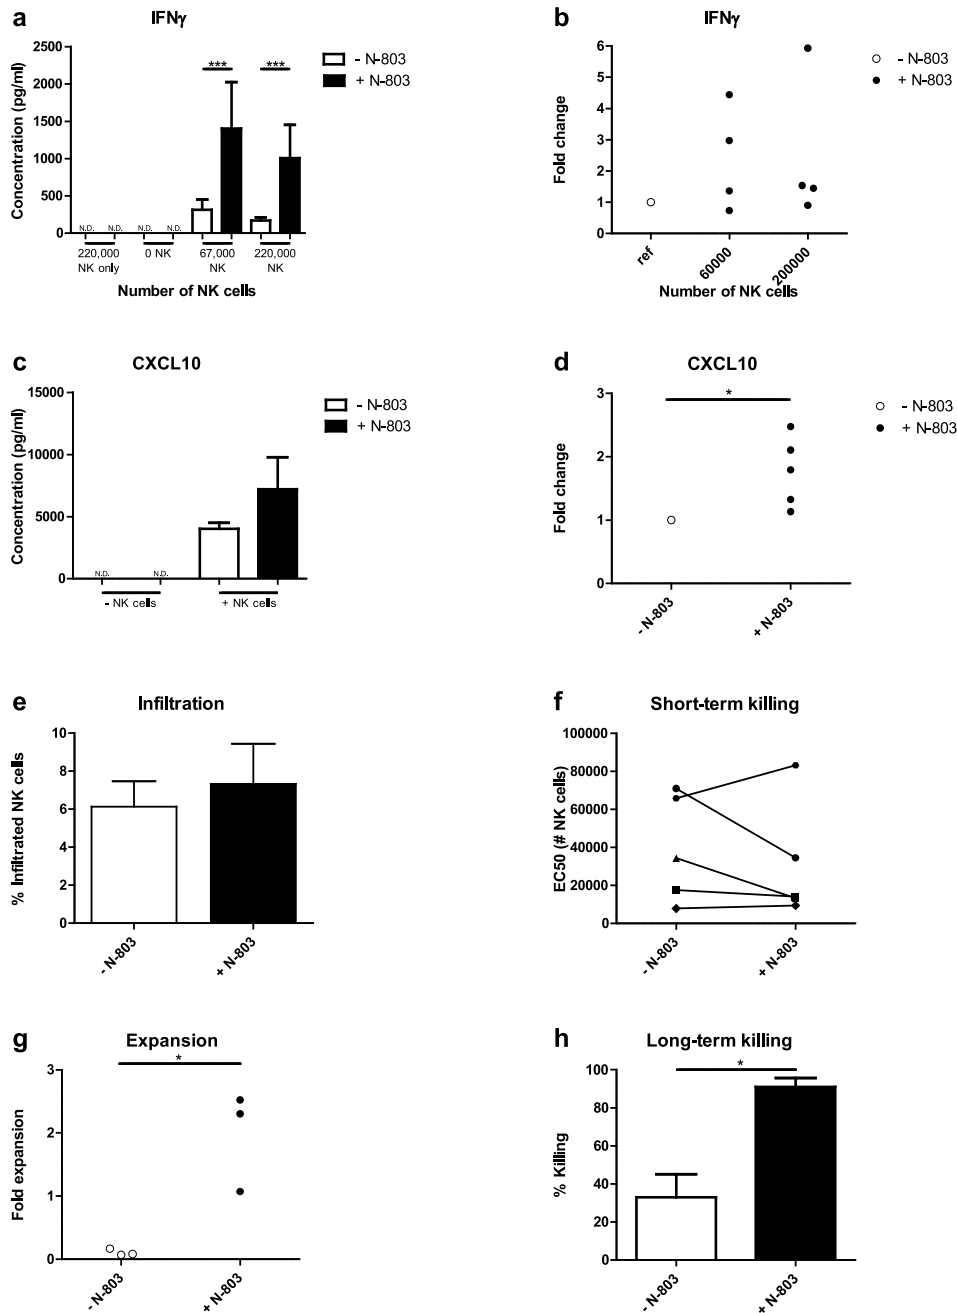 a
IFNγ
2500
2000
1500
1000
500
0
Concentration (pg/ml)
N.D. N.D. N.D. N.D.
*** ***
220,000 0 NK 67,000 220,000
NK only NK NK
Number of NK cells
- N-803
+ N-803
b
IFNγ
6
5
4
3
2
1
0
Fold change
ref 60000 200000
Number of NK cells
- N-803
+ N-803
c
CXCL10
15000
10000
5000
0
Concentration (pg/ml)
N.D. N.D.
- NK cells + NK cells
- N-803
+ N-803
d
CXCL10
3
2
1
0
Fold change
*
- N-803 + N-803
- N-803
+ N-803
e
Infiltration
10
8
6
4
2
0
% Infiltrated NK cells
- N-803 + N-803
f
Short-term killing
100000
80000
60000
40000
20000
0
EC50 (# NK cells)
- N-803 + N-803
g
Expansion
3
2
1
0
Fold expansion
*
- N-803 + N-803
h
Long-term killing
100
80
60
40
20
0
% Killing
*
- N-803 + N-803